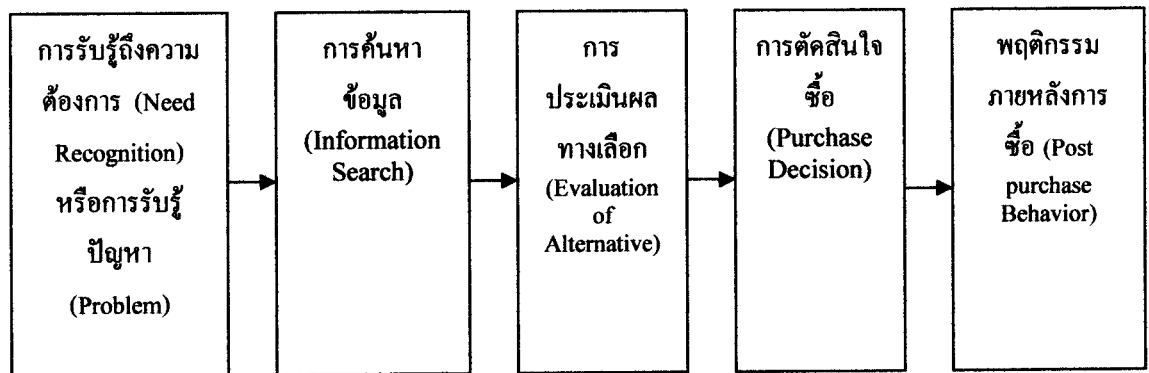 การรับรู้ถึงความ
ต้องการ (Need
Recognition)
หรือการรับรู้
ปัญหา
(Problem)
การค้นหา
ข้อมูล
(Information
Search)
การ
ประเมินผล
ทางเลือก
(Evaluation
of
Alternative)
การตัดสินใจ
ซื้อ
(Purchase
Decision)
พฤติกรรม
ภายหลังการ
ซื้อ (Post
purchase
Behavior)